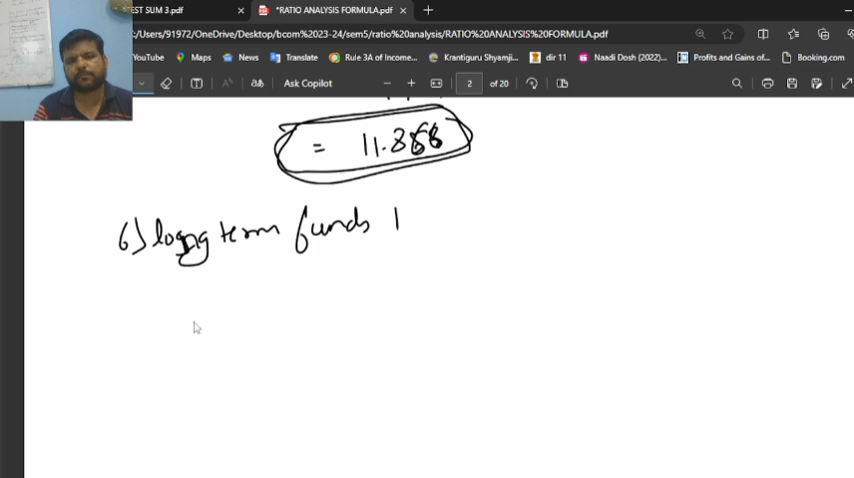 TEST SUM 3.pdf
*RATIO ANALYSIS FORMULA.pdf
:/Users/91972/OneDrive/Desktop/bcom%2023-24/sem5/ratio%20analysis/RATIO%20ANALYSIS%20FORMULA.pdf
YouTube Maps News Translate Rule 3A of Income... Krantiguru Shyamji... dir 11 Naadi Dosh (2022)... Profits and Gains of... Booking.com
Ask Copilot 2 of 20
= 11.888
6) long term funds